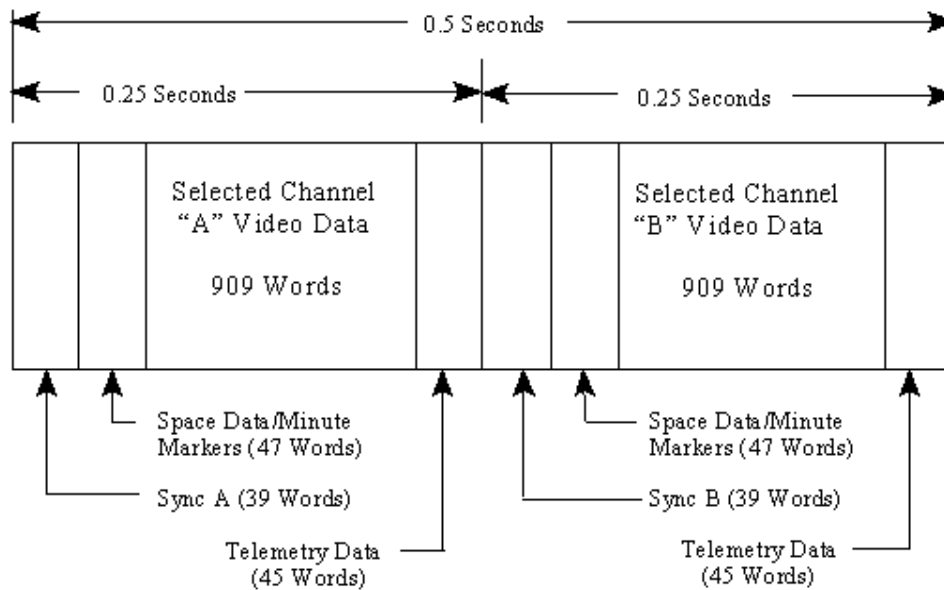 0.5 Seconds
0.25 Seconds
0.25 Seconds
Selected Channel
“A” Video Data
909 Words
Selected Channel
“B” Video Data
909 Words
Space Data/Minute
Markers (47 Words)
Sync A (39 Words)
Telemetry Data
(45 Words)
Space Data/Minute
Markers (47 Words)
Sync B (39 Words)
Telemetry Data
(45 Words)